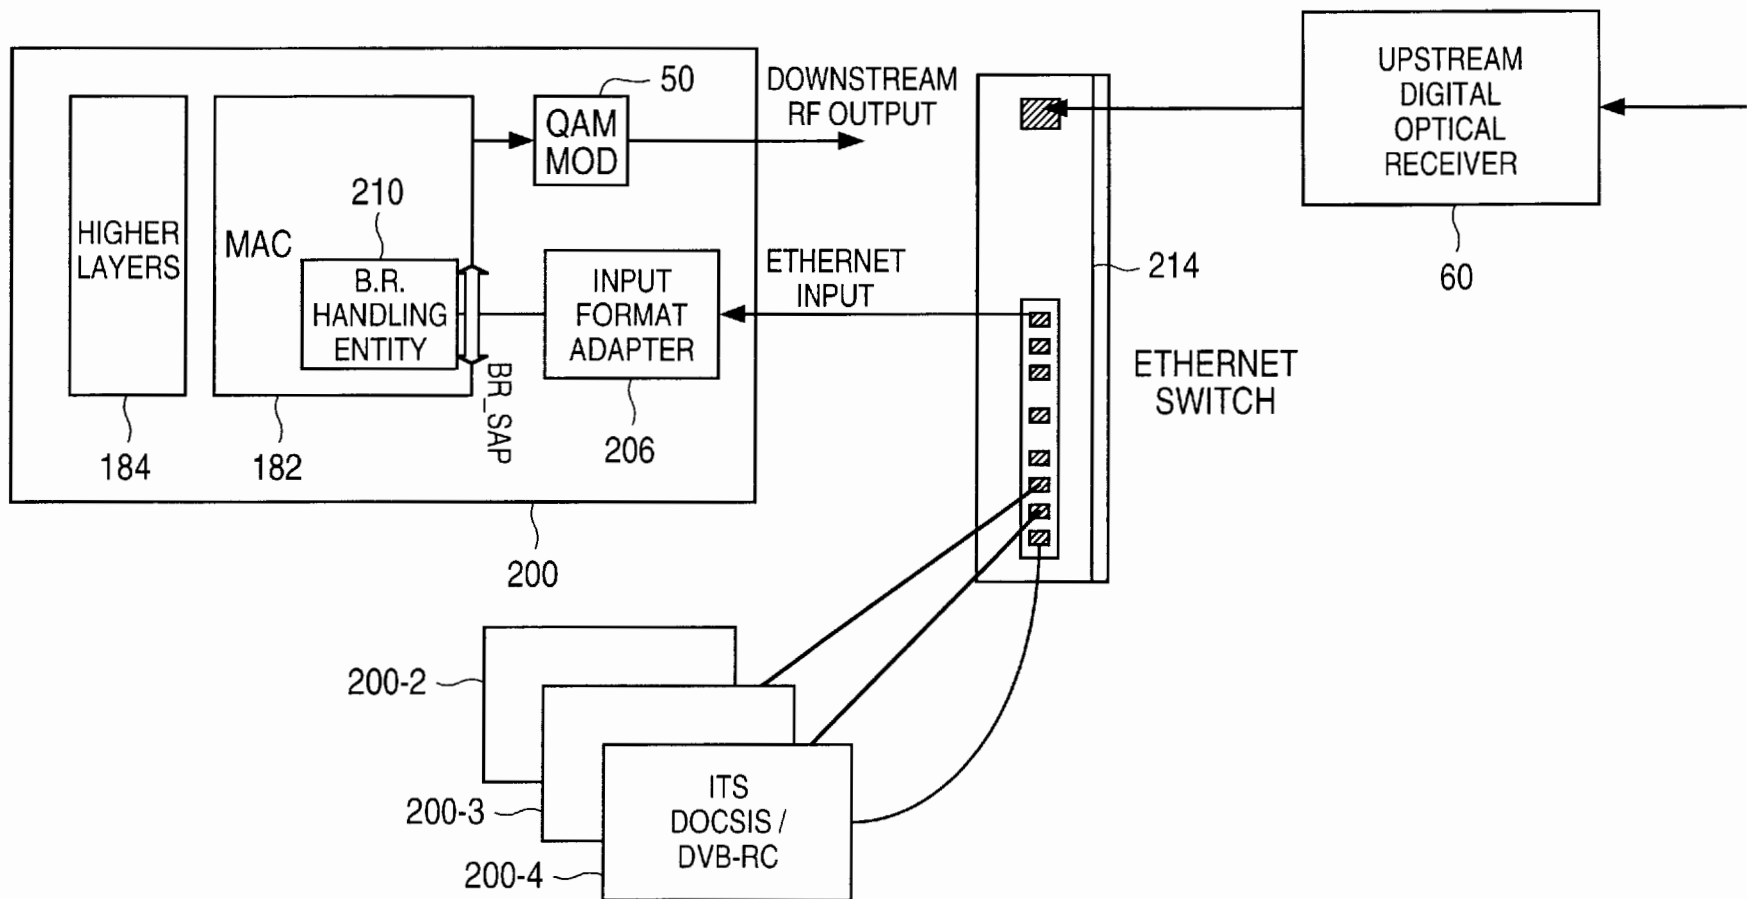 UPSTREAM
DIGITAL
OPTICAL
RECEIVER
60
50
DOWNSTREAM
RF OUTPUT
QAM
MOD
210
HIGHER
LAYERS
MAC
B.R.
HANDLING
ENTITY
INPUT
FORMAT
ADAPTER
ETHERNET
INPUT
214
ETHERNET
SWITCH
BR_SAP
184
182
206
200
200-2
200-3
200-4
ITS
DOCSIS /
DVB-RC